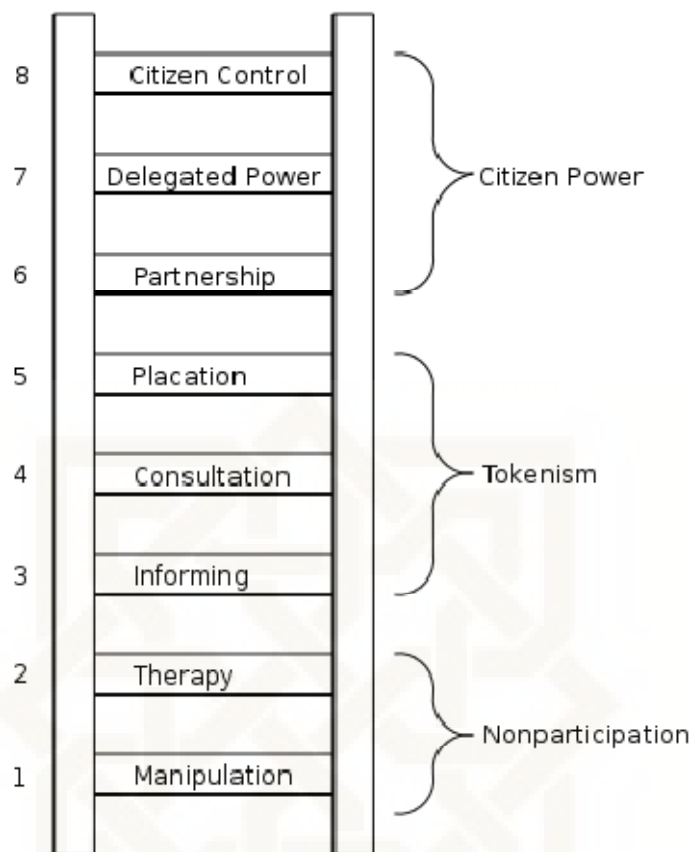 8 Citizen Control
7 Delegated Power
Citizen Power
6 Partnership
5 Placation
4 Consultation
Tokenism
3 Informing
2 Therapy
Nonparticipation
1 Manipulation